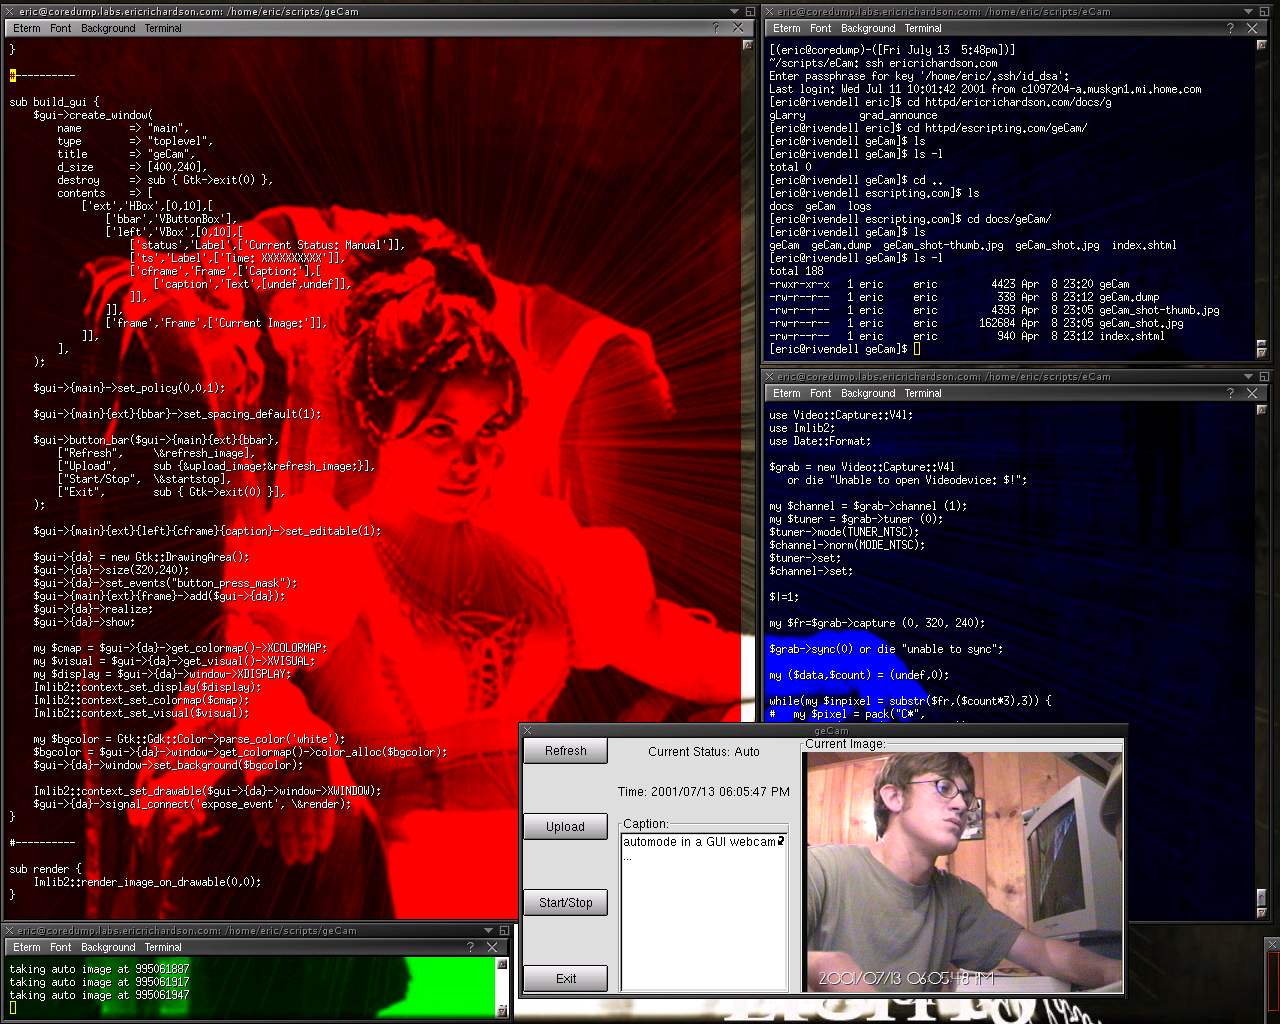 eric@coredump.labs.ericrichardson.com: /home/eric/scripts/geCam
Eterm Font Background Terminal ?
}
#----------
sub build_gui {
$gui->create_window(
name => "main",
type => "toplevel",
title => "geCam",
d_size => [400,240],
destroy => sub { Gtk->exit(0) },
contents => [
['ext','HBox',[0,10],[
['bbar','VButtonBox'],
['left','VBox',[0,10],[
['status','Label',['Current Status: Manual']],
['ts','Label',['Time: XXXXXXXXXX']],
['cframe','Frame',['Caption:'],[
['caption','Text',[undef,undef]],
]],
]],
['frame','Frame',['Current Image:']],
]],
],
);
$gui->{main}->set_policy(0,0,1);
$gui->{main}{ext}{bbar}->set_spacing_default(1);
$gui->button_bar($gui->{main}{ext}{bbar},
["Refresh", \&refresh_image],
["Upload", sub {&upload_image;&refresh_image;}],
["Start/Stop", \&startstop],
["Exit", sub { Gtk->exit(0) }],
);
$gui->{main}{ext}{left}{cframe}{caption}->set_editable(1);
$gui->{da} = new Gtk::DrawingArea();
$gui->{da}->size(320,240);
$gui->{da}->set_events("button_press_mask");
$gui->{main}{ext}{frame}->add($gui->{da});
$gui->{da}->realize;
$gui->{da}->show;
my $cmap = $gui->{da}->get_colormap()->XCOLORMAP;
my $visual = $gui->{da}->get_visual()->XVISUAL;
my $display = $gui->{da}->window->XDISPLAY;
Imlib2::context_set_display($display);
Imlib2::context_set_colormap($cmap);
Imlib2::context_set_visual($visual);
my $bgcolor = Gtk::Gdk::Color->parse_color('white');
$bgcolor = $gui->{da}->window->get_colormap()->color_alloc($bgcolor);
$gui->{da}->window->set_background($bgcolor);
Imlib2::context_set_drawable($gui->{da}->window->XWINDOW);
$gui->{da}->signal_connect('expose_event', \&render);
}
#----------
sub render {
Imlib2::render_image_on_drawable(0,0);
}
eric@coredump.labs.ericrichardson.com: /home/eric/scripts/eCam
Eterm Font Background Terminal ?
[(eric@coredump)-([Fri July 13 5:48pm])]
~/scripts/eCam: ssh ericrichardson.com
Enter passphrase for key '/home/eric/.ssh/id_dsa':
Last login: Wed Jul 11 10:01:42 2001 from c1097204-a.muskgn1.mi.home.com
[eric@rivendell eric]$ cd httpd/ericrichardson.com/docs/g
gLarry grad_announce
[eric@rivendell eric]$ cd httpd/escripting.com/geCam/
[eric@rivendell geCam]$ ls
[eric@rivendell geCam]$ ls -l
total 0
[eric@rivendell geCam]$ cd ..
[eric@rivendell escripting.com]$ ls
docs geCam logs
[eric@rivendell escripting.com]$ cd docs/geCam/
[eric@rivendell geCam]$ ls
geCam geCam.dump geCam_shot-thumb.jpg geCam_shot.jpg index.shtml
[eric@rivendell geCam]$ ls -l
total 188
-rwxr-xr-x 1 eric eric 4423 Apr 8 23:20 geCam
-rw-r--r-- 1 eric eric 338 Apr 8 23:12 geCam.dump
-rw-r--r-- 1 eric eric 4393 Apr 8 23:05 geCam_shot-thumb.jpg
-rw-r--r-- 1 eric eric 162684 Apr 8 23:05 geCam_shot.jpg
-rw-r--r-- 1 eric eric 940 Apr 8 23:12 index.shtml
[eric@rivendell geCam]$
eric@coredump.labs.ericrichardson.com: /home/eric/scripts/eCam
Eterm Font Background Terminal ?
use Video::Capture::V4l;
use Imlib2;
use Date::Format;
$grab = new Video::Capture::V4l
or die "Unable to open Videodevice: $!";
my $channel = $grab->channel (1);
my $tuner = $grab->tuner (0);
$tuner->mode(TUNER_NTSC);
$channel->norm(MODE_NTSC);
$tuner->set;
$channel->set;
$|=1;
my $fr=$grab->capture (0, 320, 240);
$grab->sync(0) or die "unable to sync";
my ($data,$count) = (undef,0);
while(my $inpixel = substr($fr,($count*3),3)) {
# my $pixel = pack("C*",
geCam
Refresh
Upload
Start/Stop
Exit
Current Status: Auto
Time: 2001/07/13 06:05:47 PM
Caption:
automode in a GUI webcam
...
Current Image:
2001/07/13 06:05:48 PM
eric@coredump.labs.ericrichardson.com: /home/eric/scripts/geCam
Eterm Font Background Terminal ?
taking auto image at 995061887
taking auto image at 995061917
taking auto image at 995061947